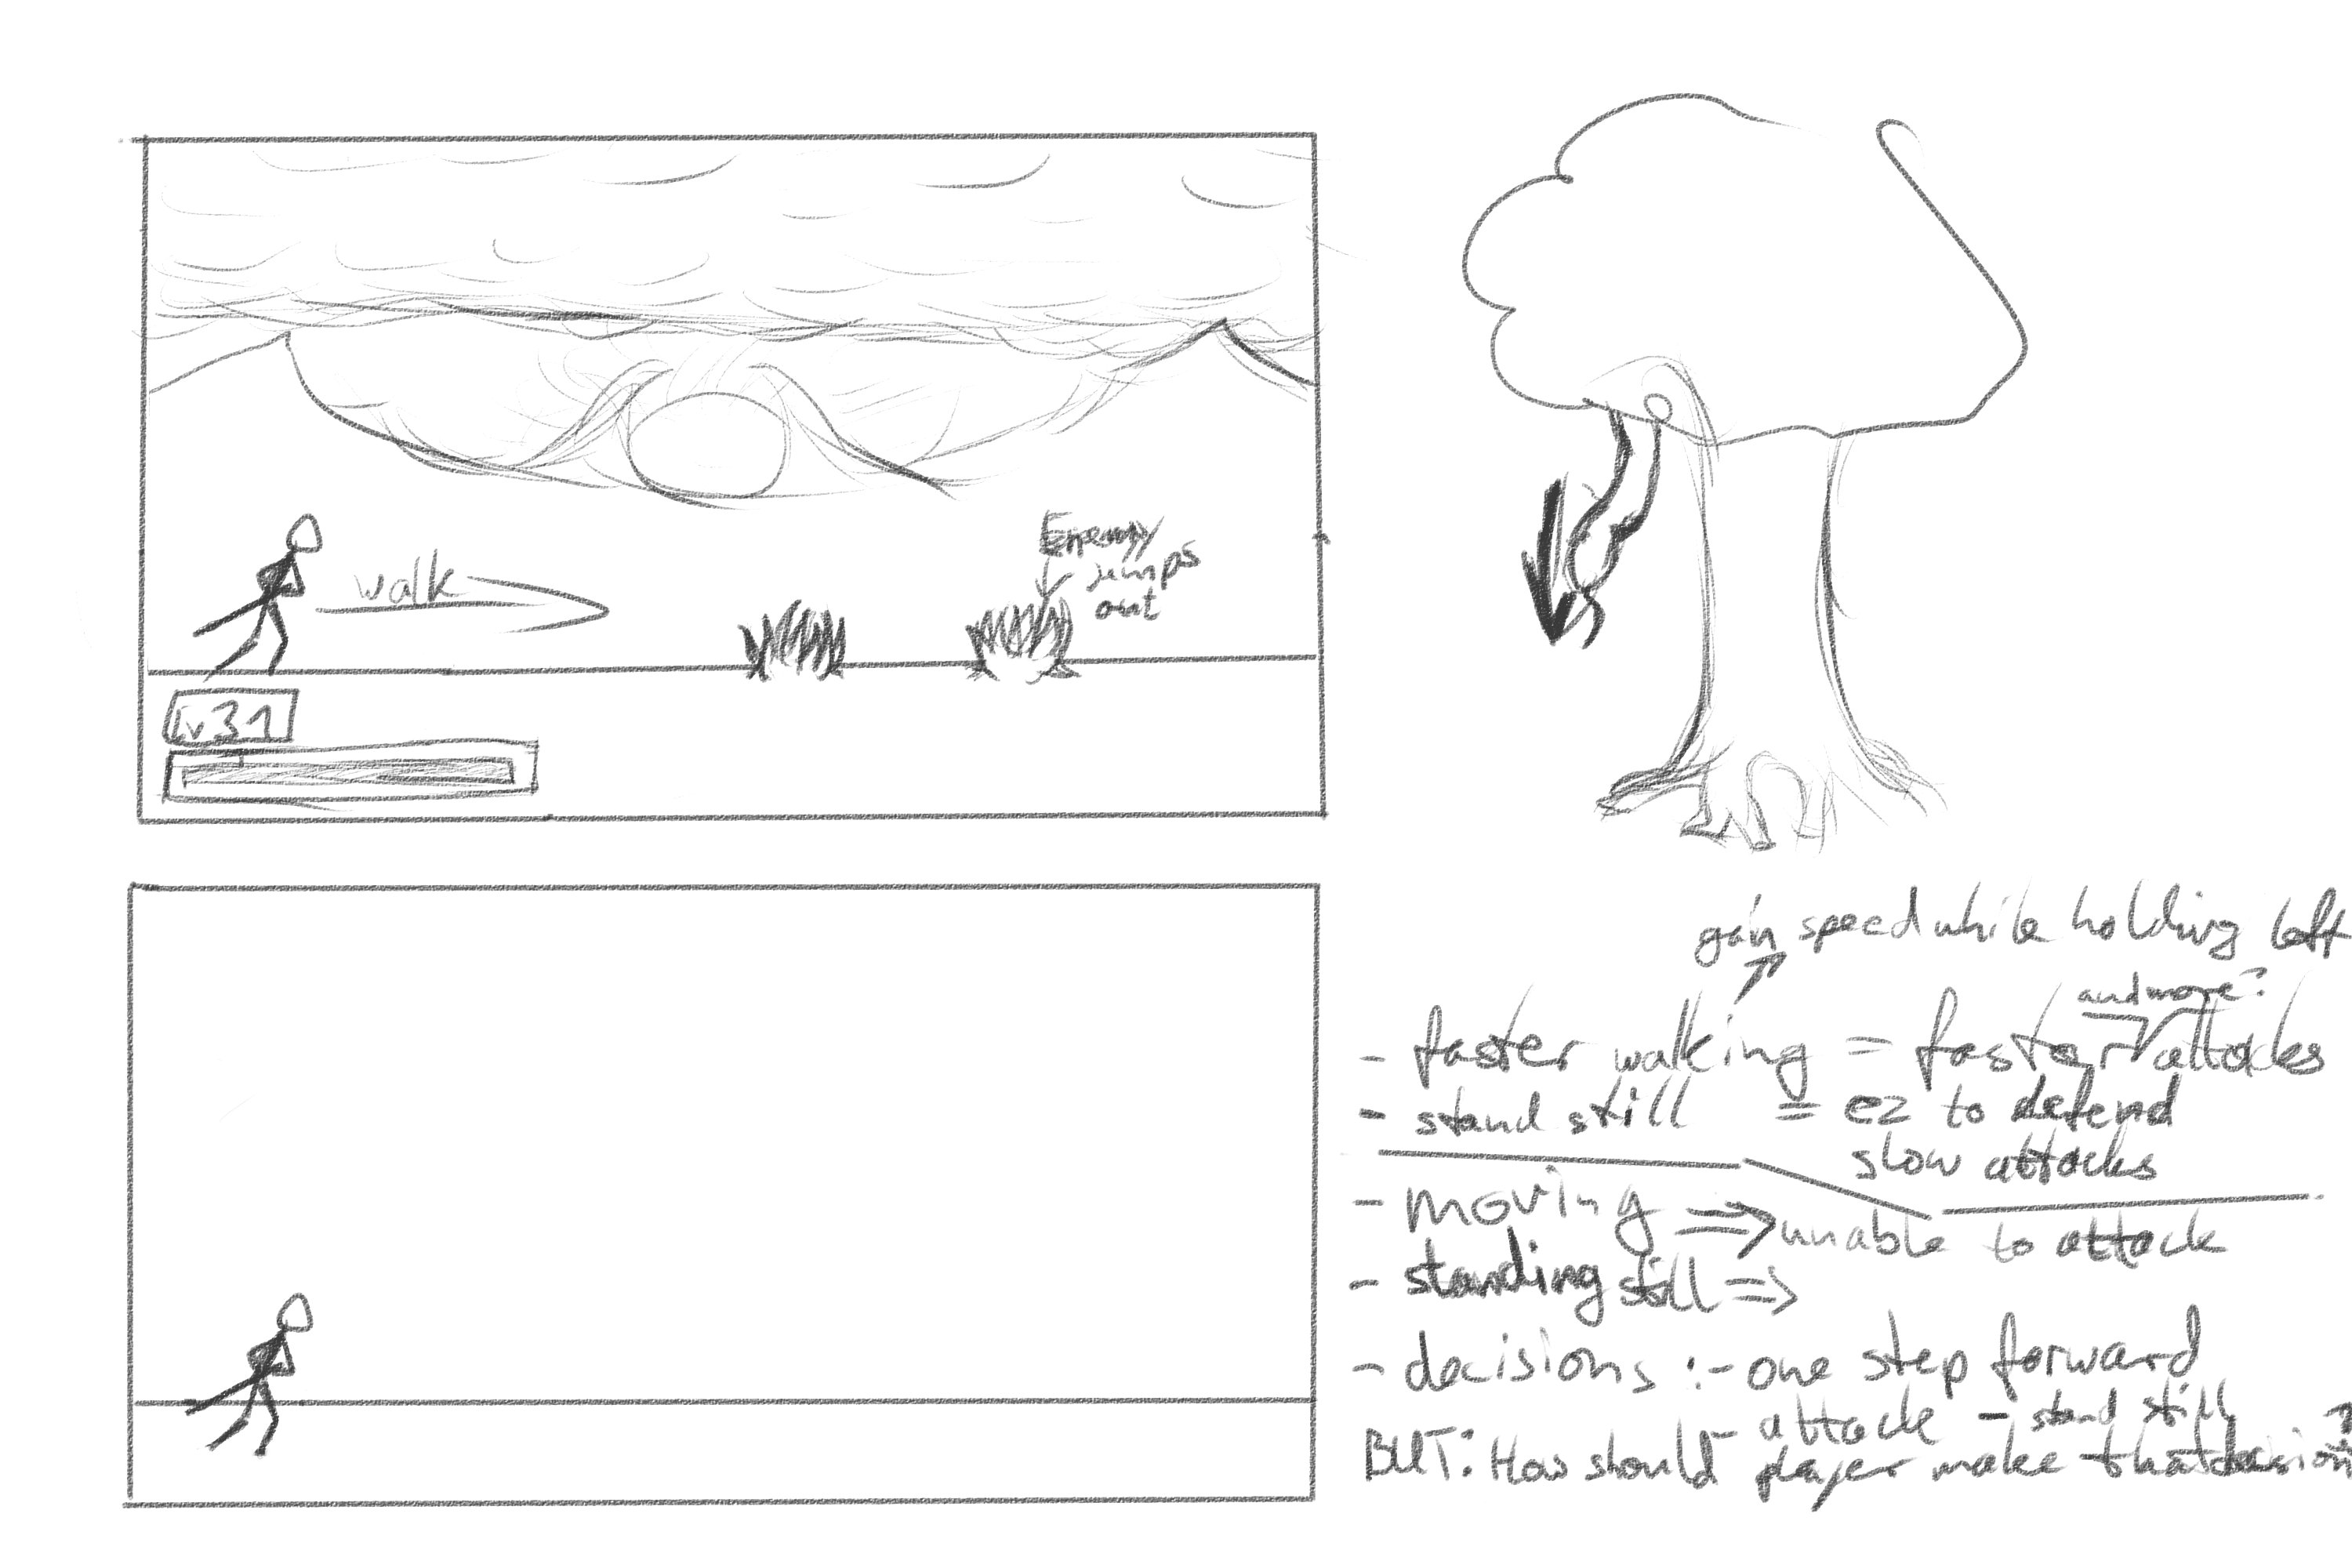 walk
Enemy
jumps
out
Lv 31
gain speed while holding left
and more?
- faster walking = faster attacks
- stand still = ez to defend
slow attacks
- moving => unable to attack
- standing still =>
- decisions :- one step forward
- attack - stand still
BUT: How should player make that decision